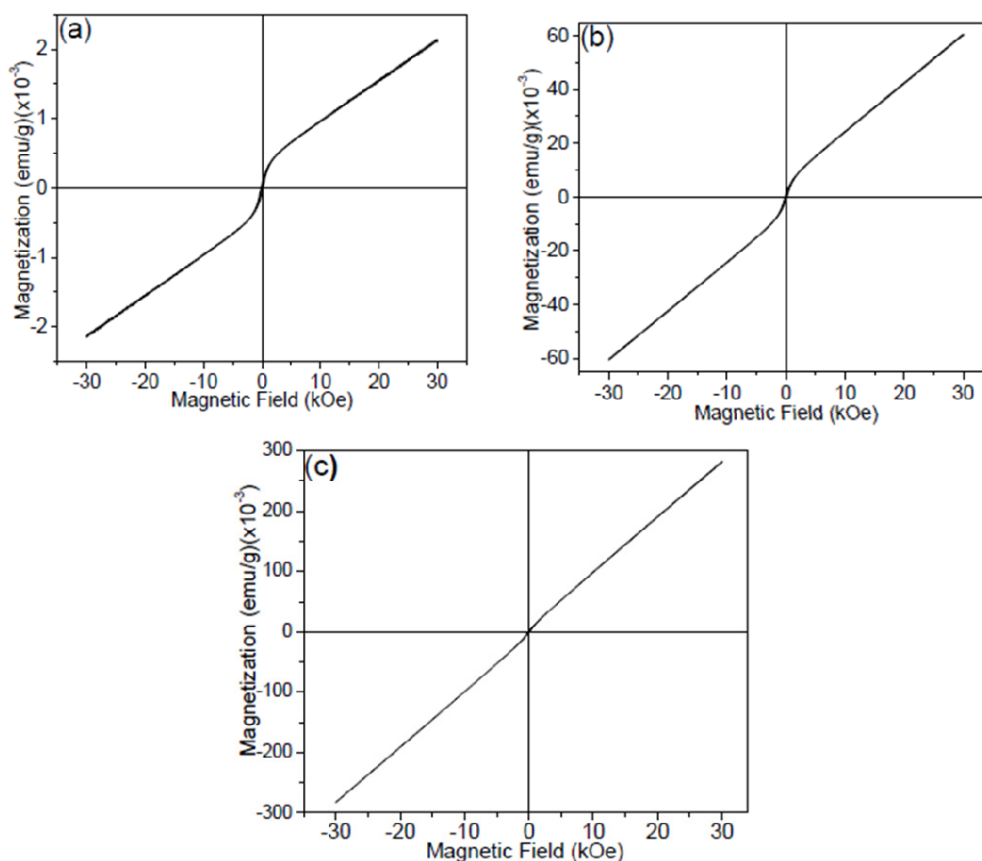 (a)
Magnetization (emu/g)(x10⁻³)
2
1
0
-1
-2
-30 -20 -10 0 10 20 30
Magnetic Field (kOe)
(b)
Magnetization (emu/g)(x10⁻³)
60
40
20
0
-20
-40
-60
-30 -20 -10 0 10 20 30
Magnetic Field (kOe)
(c)
Magnetization (emu/g)(x10⁻³)
300
200
100
0
-100
-200
-300
-30 -20 -10 0 10 20 30
Magnetic Field (kOe)